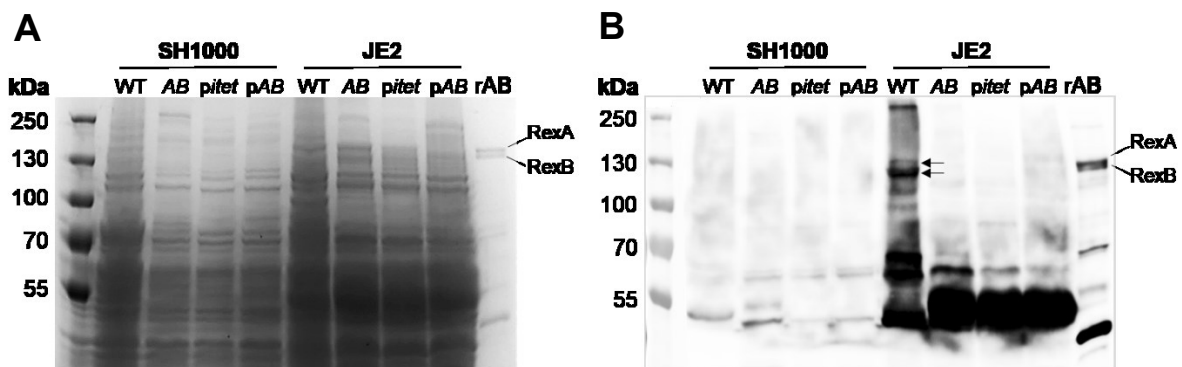 A
SH1000 JE2
kDa WT AB pitet pAB WT AB pitet pAB rAB
250
130
100
70
55
RexA
RexB
B
SH1000 JE2
kDa WT AB pitet pAB WT AB pitet pAB rAB
250
130
100
70
55
RexA
RexB